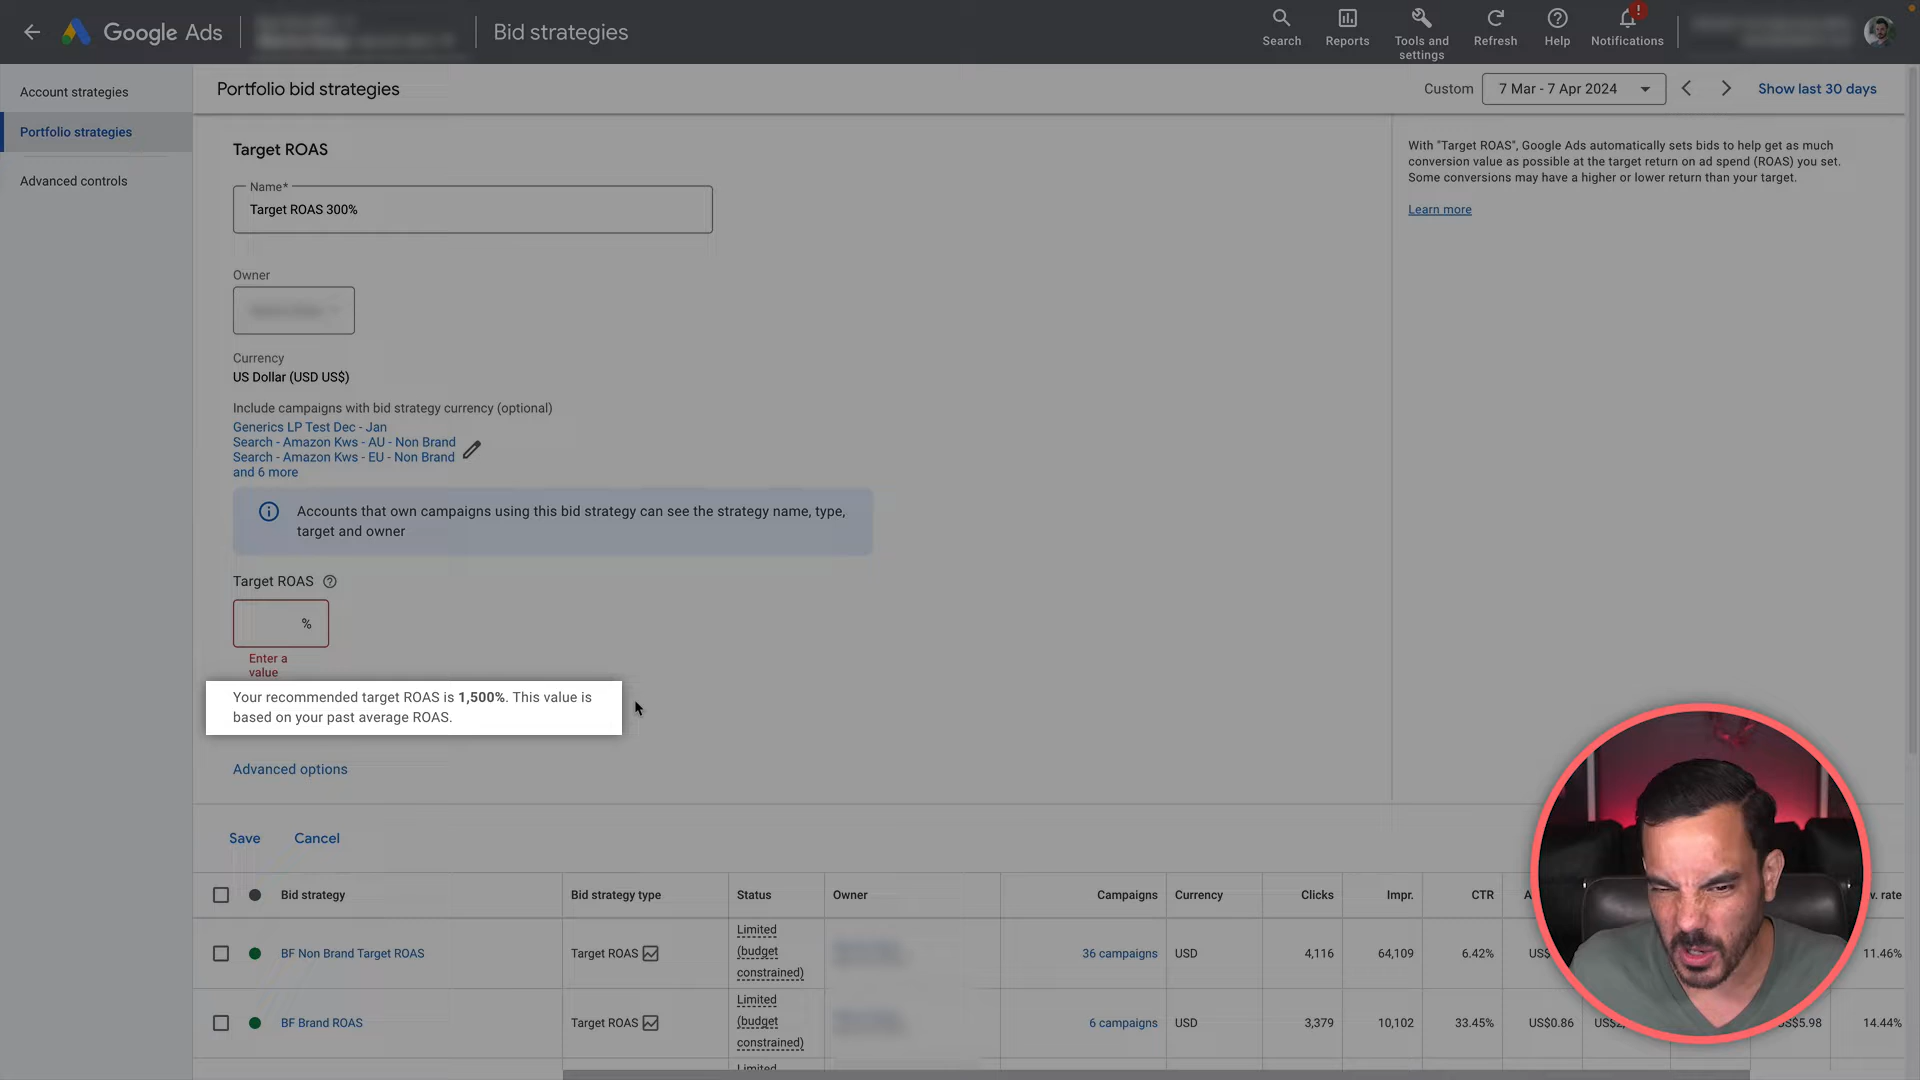 Google Ads
Bid strategies
Search
Reports
Tools and
settings
Refresh
Help
!
Notifications
Account strategies
Portfolio strategies
Advanced controls
Portfolio bid strategies
Custom
7 Mar - 7 Apr 2024
Show last 30 days
Target ROAS
Name*
Target ROAS 300%
Owner
Currency
US Dollar (USD US$)
Include campaigns with bid strategy currency (optional)
Generics LP Test Dec - Jan
Search - Amazon Kws - AU - Non Brand
Search - Amazon Kws - EU - Non Brand
and 6 more
Accounts that own campaigns using this bid strategy can see the strategy name, type,
target and owner
Target ROAS
%
Enter a
value
Your recommended target ROAS is 1,500%. This value is
based on your past average ROAS.
Advanced options
Save Cancel
With "Target ROAS", Google Ads automatically sets bids to help get as much
conversion value as possible at the target return on ad spend (ROAS) you set.
Some conversions may have a higher or lower return than your target.
Learn more
Bid strategy Bid strategy type Status Owner Campaigns Currency Clicks Impr. CTR v. rate
BF Non Brand Target ROAS Target ROAS Limited
(budget
constrained) 36 campaigns USD 4,116 64,109 6.42% US$ 11.46%
BF Brand ROAS Target ROAS Limited
(budget
constrained) 6 campaigns USD 3,379 10,102 33.45% US$0.86 US$ US$5.98 14.44%
Limited